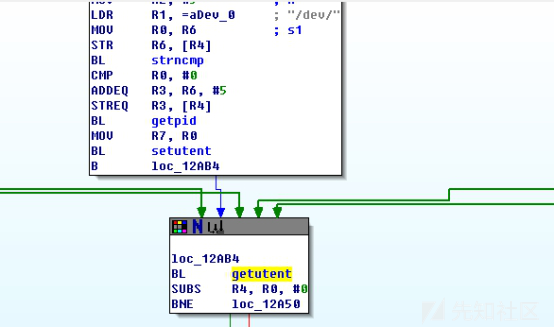 LDR R1, =aDev_0 ; "/dev/"
MOV R0, R6 ; s1
STR R6, [R4]
BL strncmp
CMP R0, #0
ADDEQ R3, R6, #5
STREQ R3, [R4]
BL getpid
MOV R7, R0
BL setutent
B loc_12AB4
loc_12AB4
BL getutent
SUBS R4, R0, #0
BNE loc_12A50
先知社区